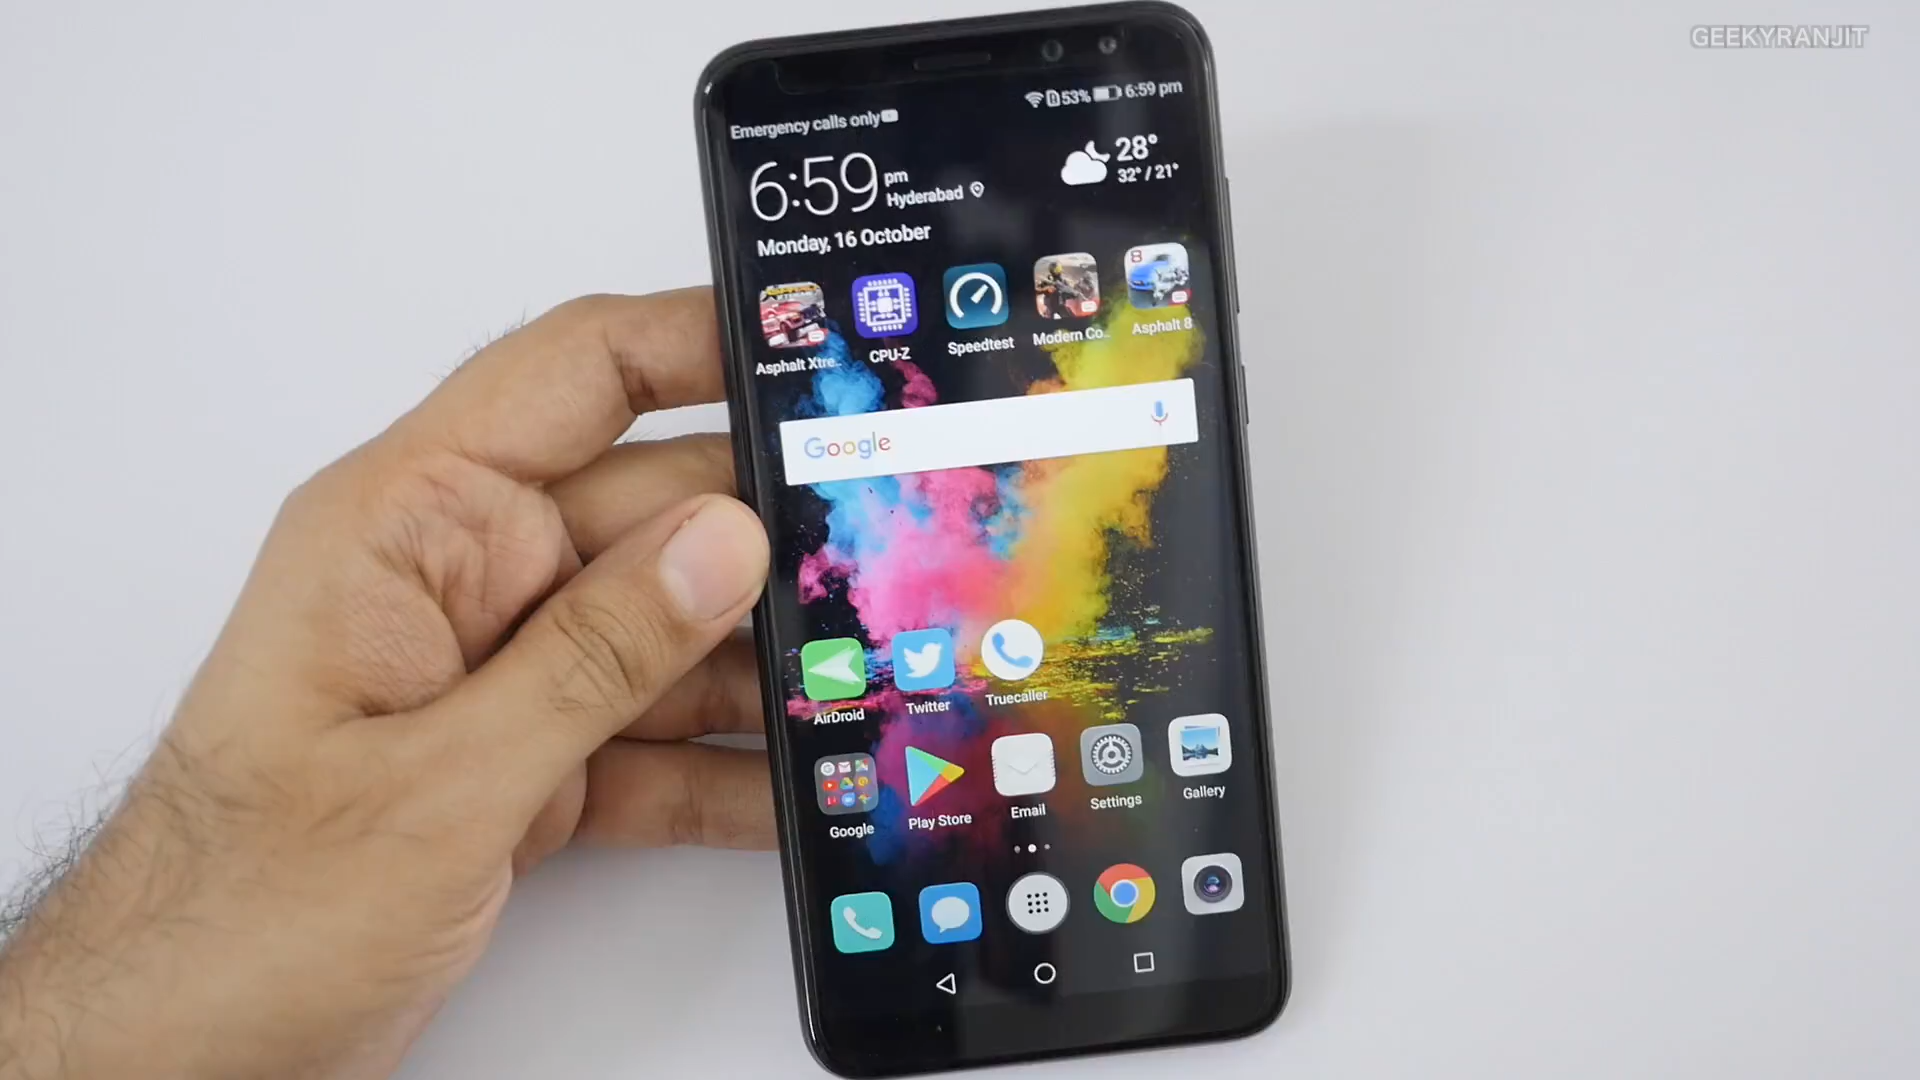 GEEKYRANJIT
Emergency calls only
53% 6:59 pm
6:59 pm
Hyderabad
28°
32° / 21°
Monday, 16 October
Asphalt Xtre..
CPU-Z
Speedtest
Modern Co..
Asphalt 8
Google
AirDroid
Twitter
Truecaller
Google
Play Store
Email
Settings
Gallery